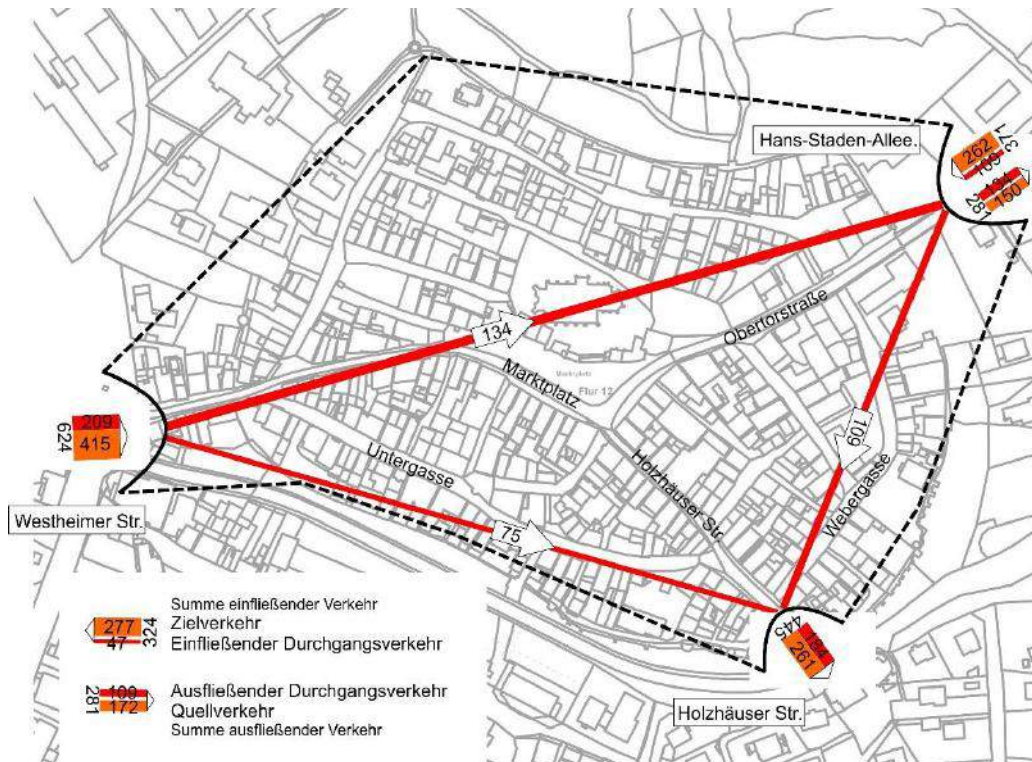 Hans-Staden-Allee.
371
262
109
134
150
281
Obertorstraße
134
Marktplatz
Flur 12
Marktplatz
109
209
415
624
Untergasse
Holzhäuser Str.
Webergasse
Westheimer Str.
75
445
184
261
Holzhäuser Str.
Summe einfließender Verkehr
277
Zielverkehr
324
47
Einfließender Durchgangsverkehr
109
Ausfließender Durchgangsverkehr
281
172
Quellverkehr
Summe ausfließender Verkehr